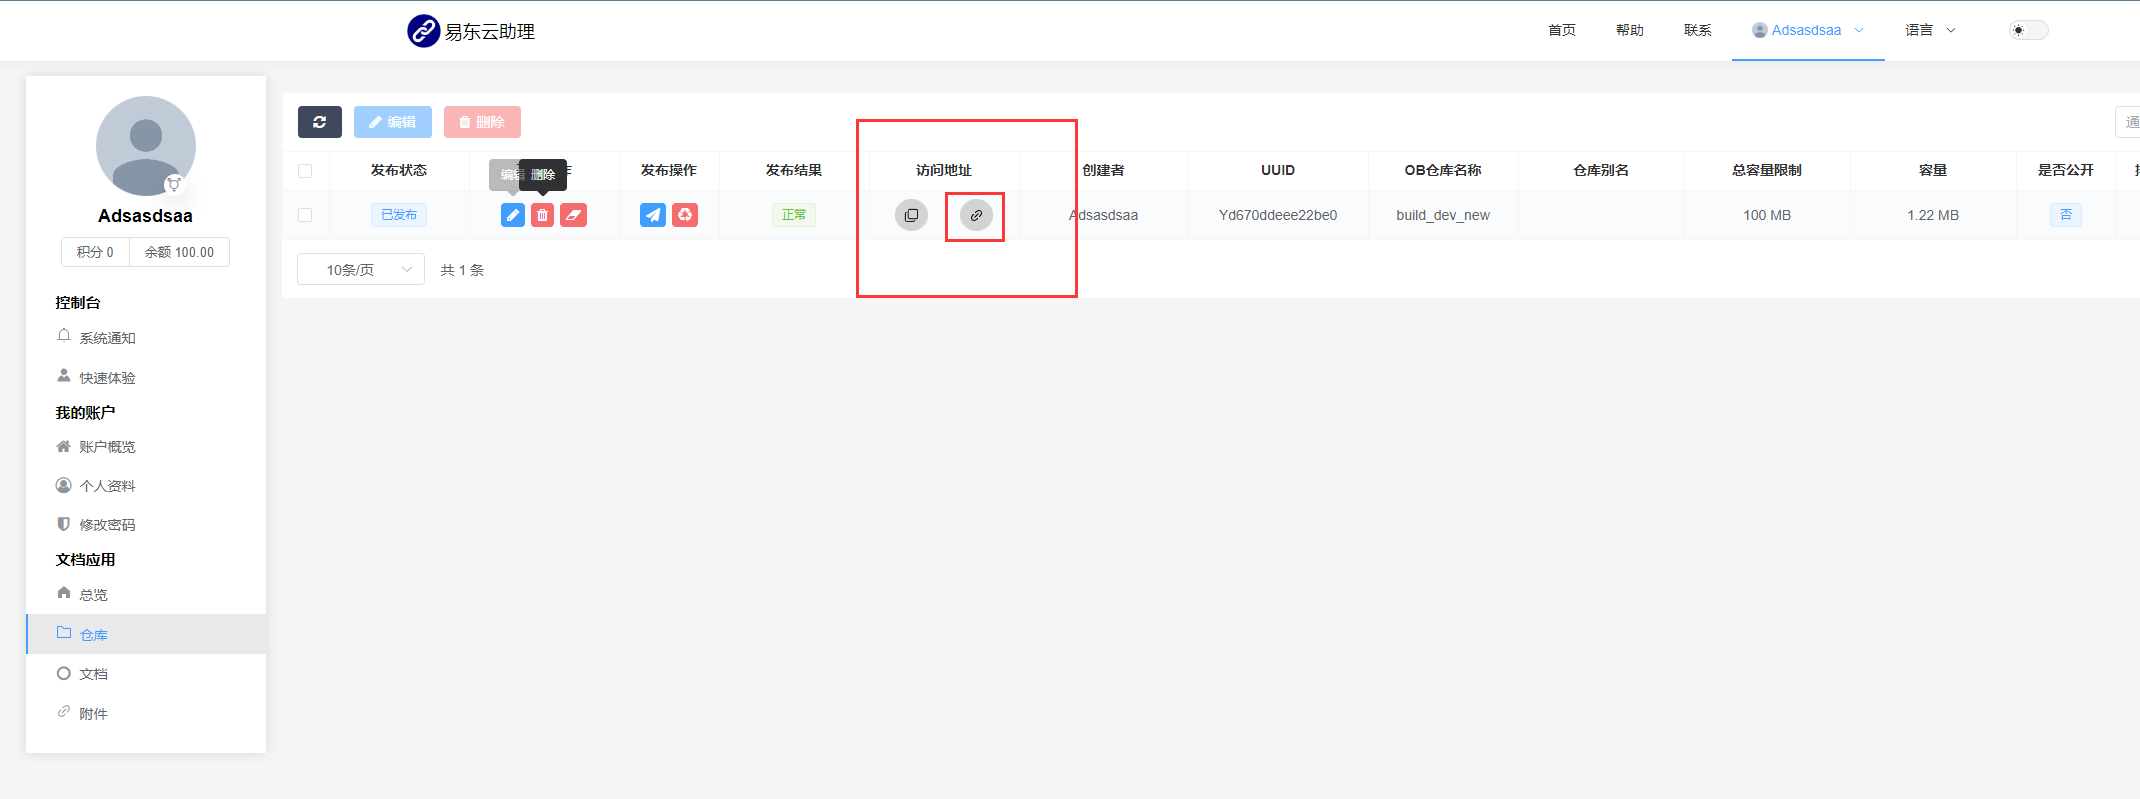 易东云助理
首页 帮助 联系 Adsasdsaa 语言
Adsasdsaa
积分 0 余额 100.00
控制台
系统通知
快速体验
我的账户
账户概览
个人资料
修改密码
文档应用
总览
仓库
文档
附件
编辑 删除 通
编辑 删除
发布状态 作 发布操作 发布结果 访问地址 创建者 UUID OB仓库名称 仓库别名 总容量限制 容量 是否公开
已发布 正常 Adsasdsaa Yd670ddeee22be0 build_dev_new 100 MB 1.22 MB 否
10条/页 共 1 条